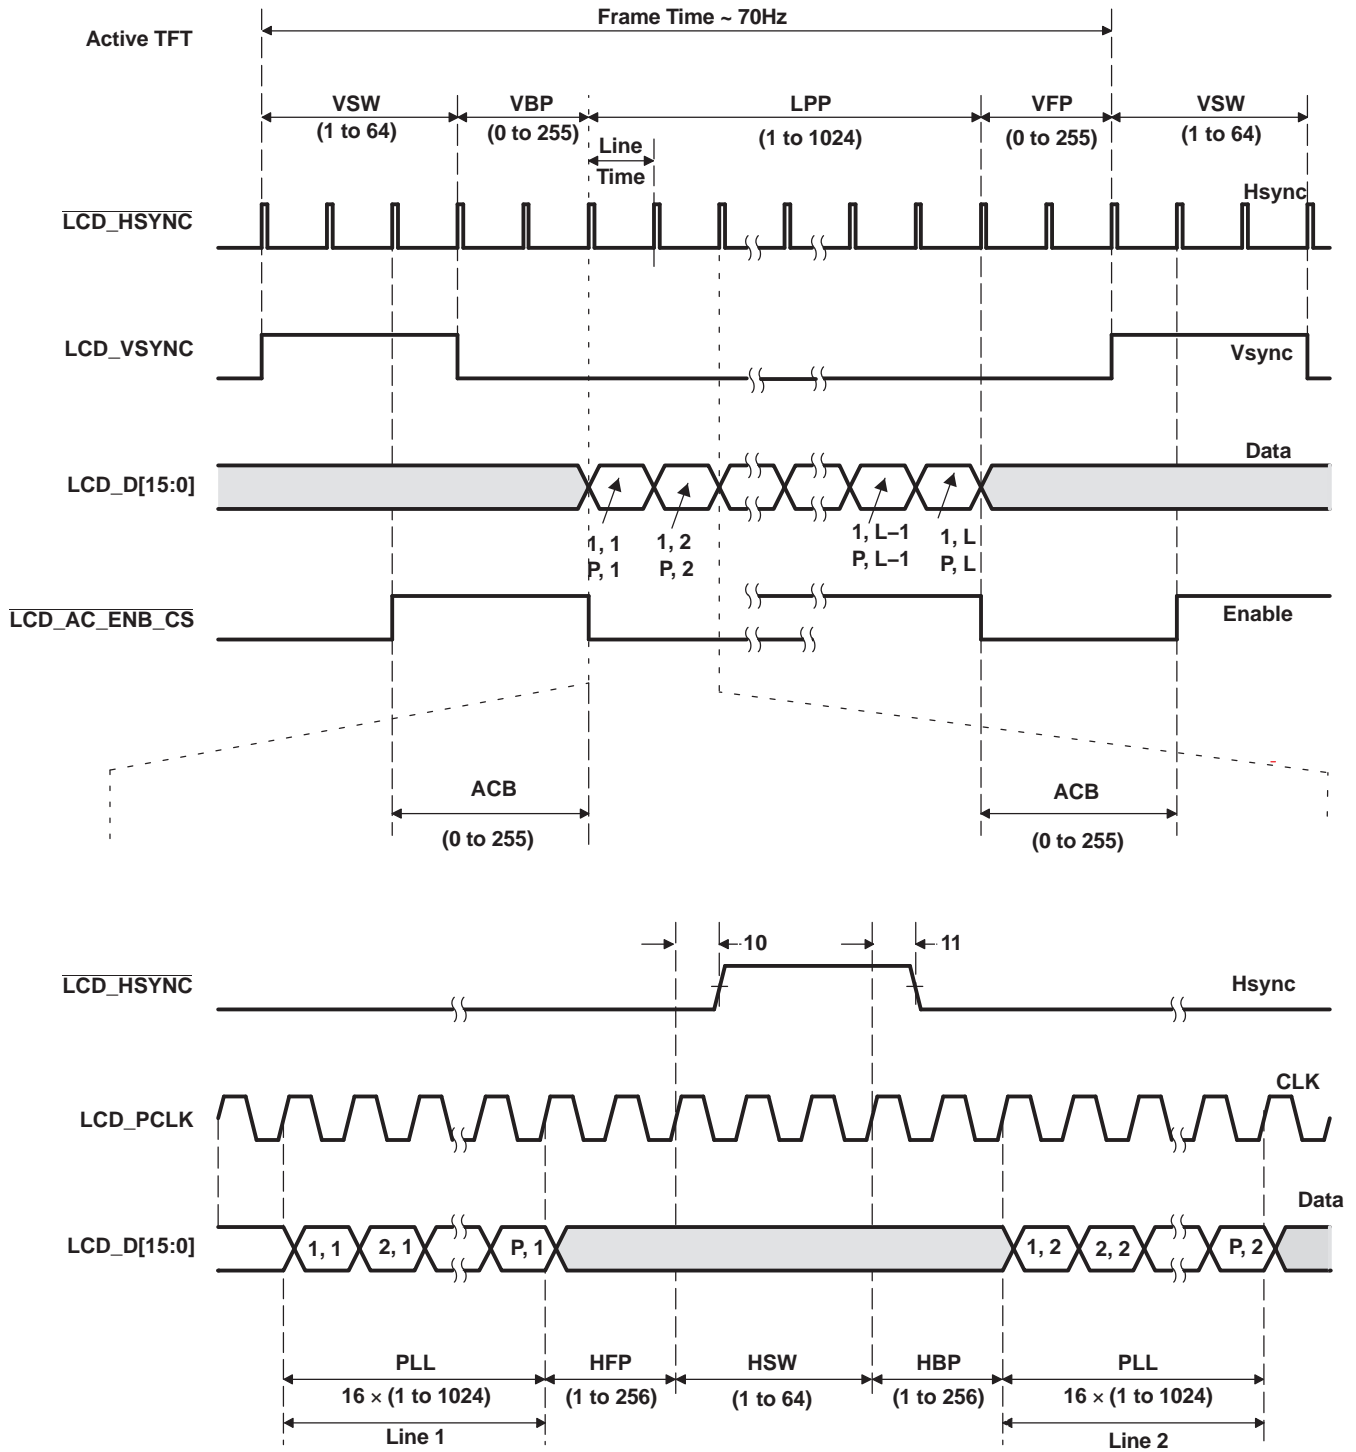 Frame Time ~ 70Hz
Active TFT
VSW VBP LPP VFP VSW
(1 to 64) (0 to 255) (1 to 1024) (0 to 255) (1 to 64)
Line
Time
Hsync
LCD_HSYNC
LCD_VSYNC
Vsync
Data
LCD_D[15:0]
1, 1 1, 2 1, L–1 1, L
P, 1 P, 2 P, L–1 P, L
LCD_AC_ENB_CS
Enable
ACB ACB
(0 to 255) (0 to 255)
10 11
LCD_HSYNC
Hsync
CLK
LCD_PCLK
Data
LCD_D[15:0]
1, 1 2, 1 P, 1 1, 2 2, 2 P, 2
PLL HFP HSW HBP PLL
16 × (1 to 1024) (1 to 256) (1 to 64) (1 to 256) 16 × (1 to 1024)
Line 1 Line 2